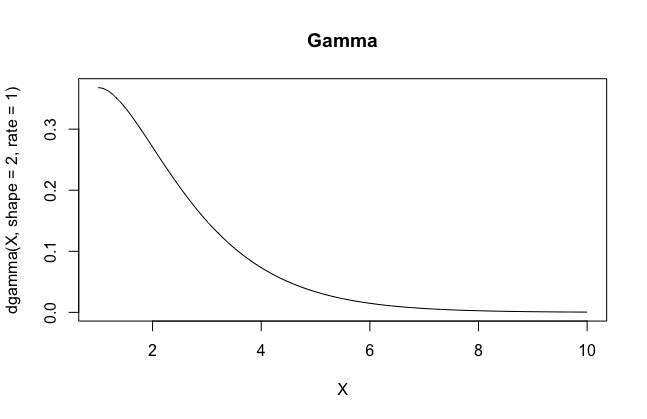 Gamma
dgamma(X, shape = 2, rate = 1)
0.3
0.2
0.1
0.0
2 4 6 8 10
X